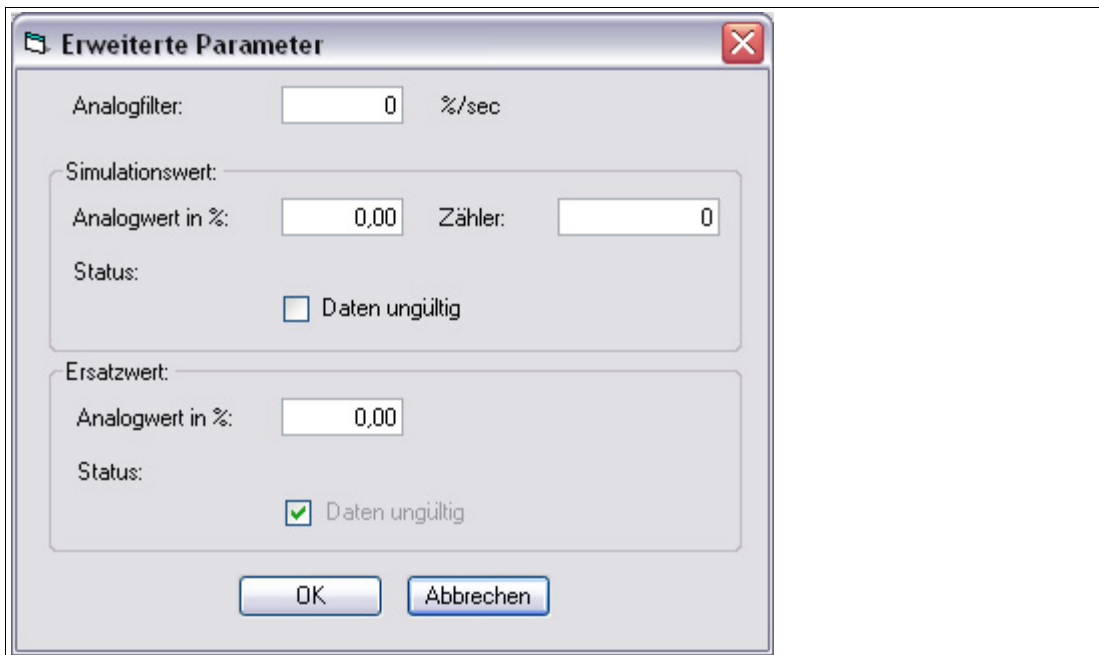 Erweiterte Parameter
Analogfilter: 0 %/sec
Simulationswert:
Analogwert in %: 0,00 Zähler: 0
Status:
Daten ungültig
Ersatzwert:
Analogwert in %: 0,00
Status:
Daten ungültig
OK Abbrechen